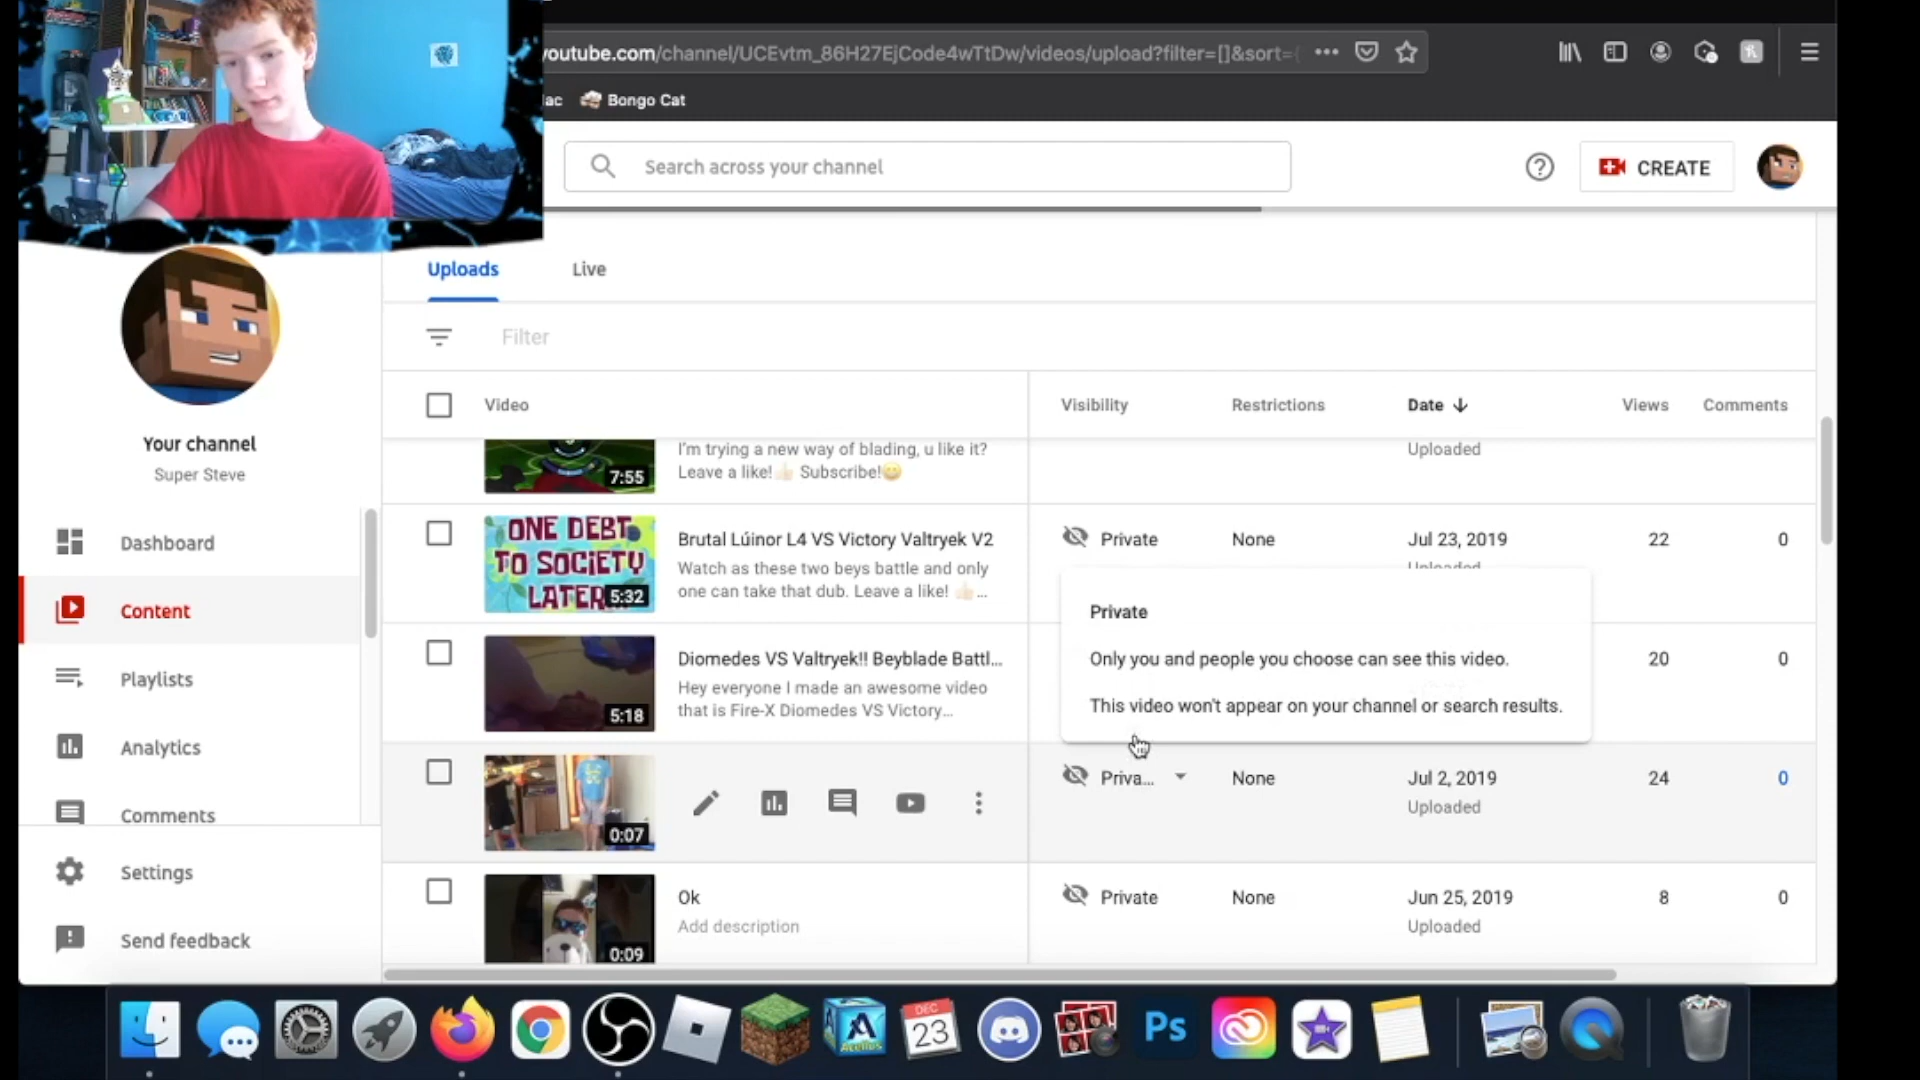 youtube.com/channel/UCEvtm_86H27EjCode4wTtDw/videos/upload?filter=[]&sort={
ac
Bongo Cat
Search across your channel
CREATE
Uploads
Live
Filter
Your channel
Super Steve
Dashboard
Content
Playlists
Analytics
Comments
Settings
Send feedback
Video
Visibility
Restrictions
Date
Views
Comments
7:55
I'm trying a new way of blading, u like it?
Leave a like!👍🏻 Subscribe!😄
Uploaded
ONE DEBT
TO SOCIETY
LATER
5:32
Brutal Lúinor L4 VS Victory Valtryek V2
Watch as these two beys battle and only
one can take that dub. Leave a like! 👍🏻...
Private
None
Jul 23, 2019
Uploaded
22
0
5:18
Diomedes VS Valtryek!! Beyblade Battl...
Hey everyone I made an awesome video
that is Fire-X Diomedes VS Victory...
Private
Only you and people you choose can see this video.
This video won't appear on your channel or search results.
20
0
0:07
Priva...
None
Jul 2, 2019
Uploaded
24
0
0:09
Ok
Add description
Private
None
Jun 25, 2019
Uploaded
8
0
Acellus
DEC
23
Ps